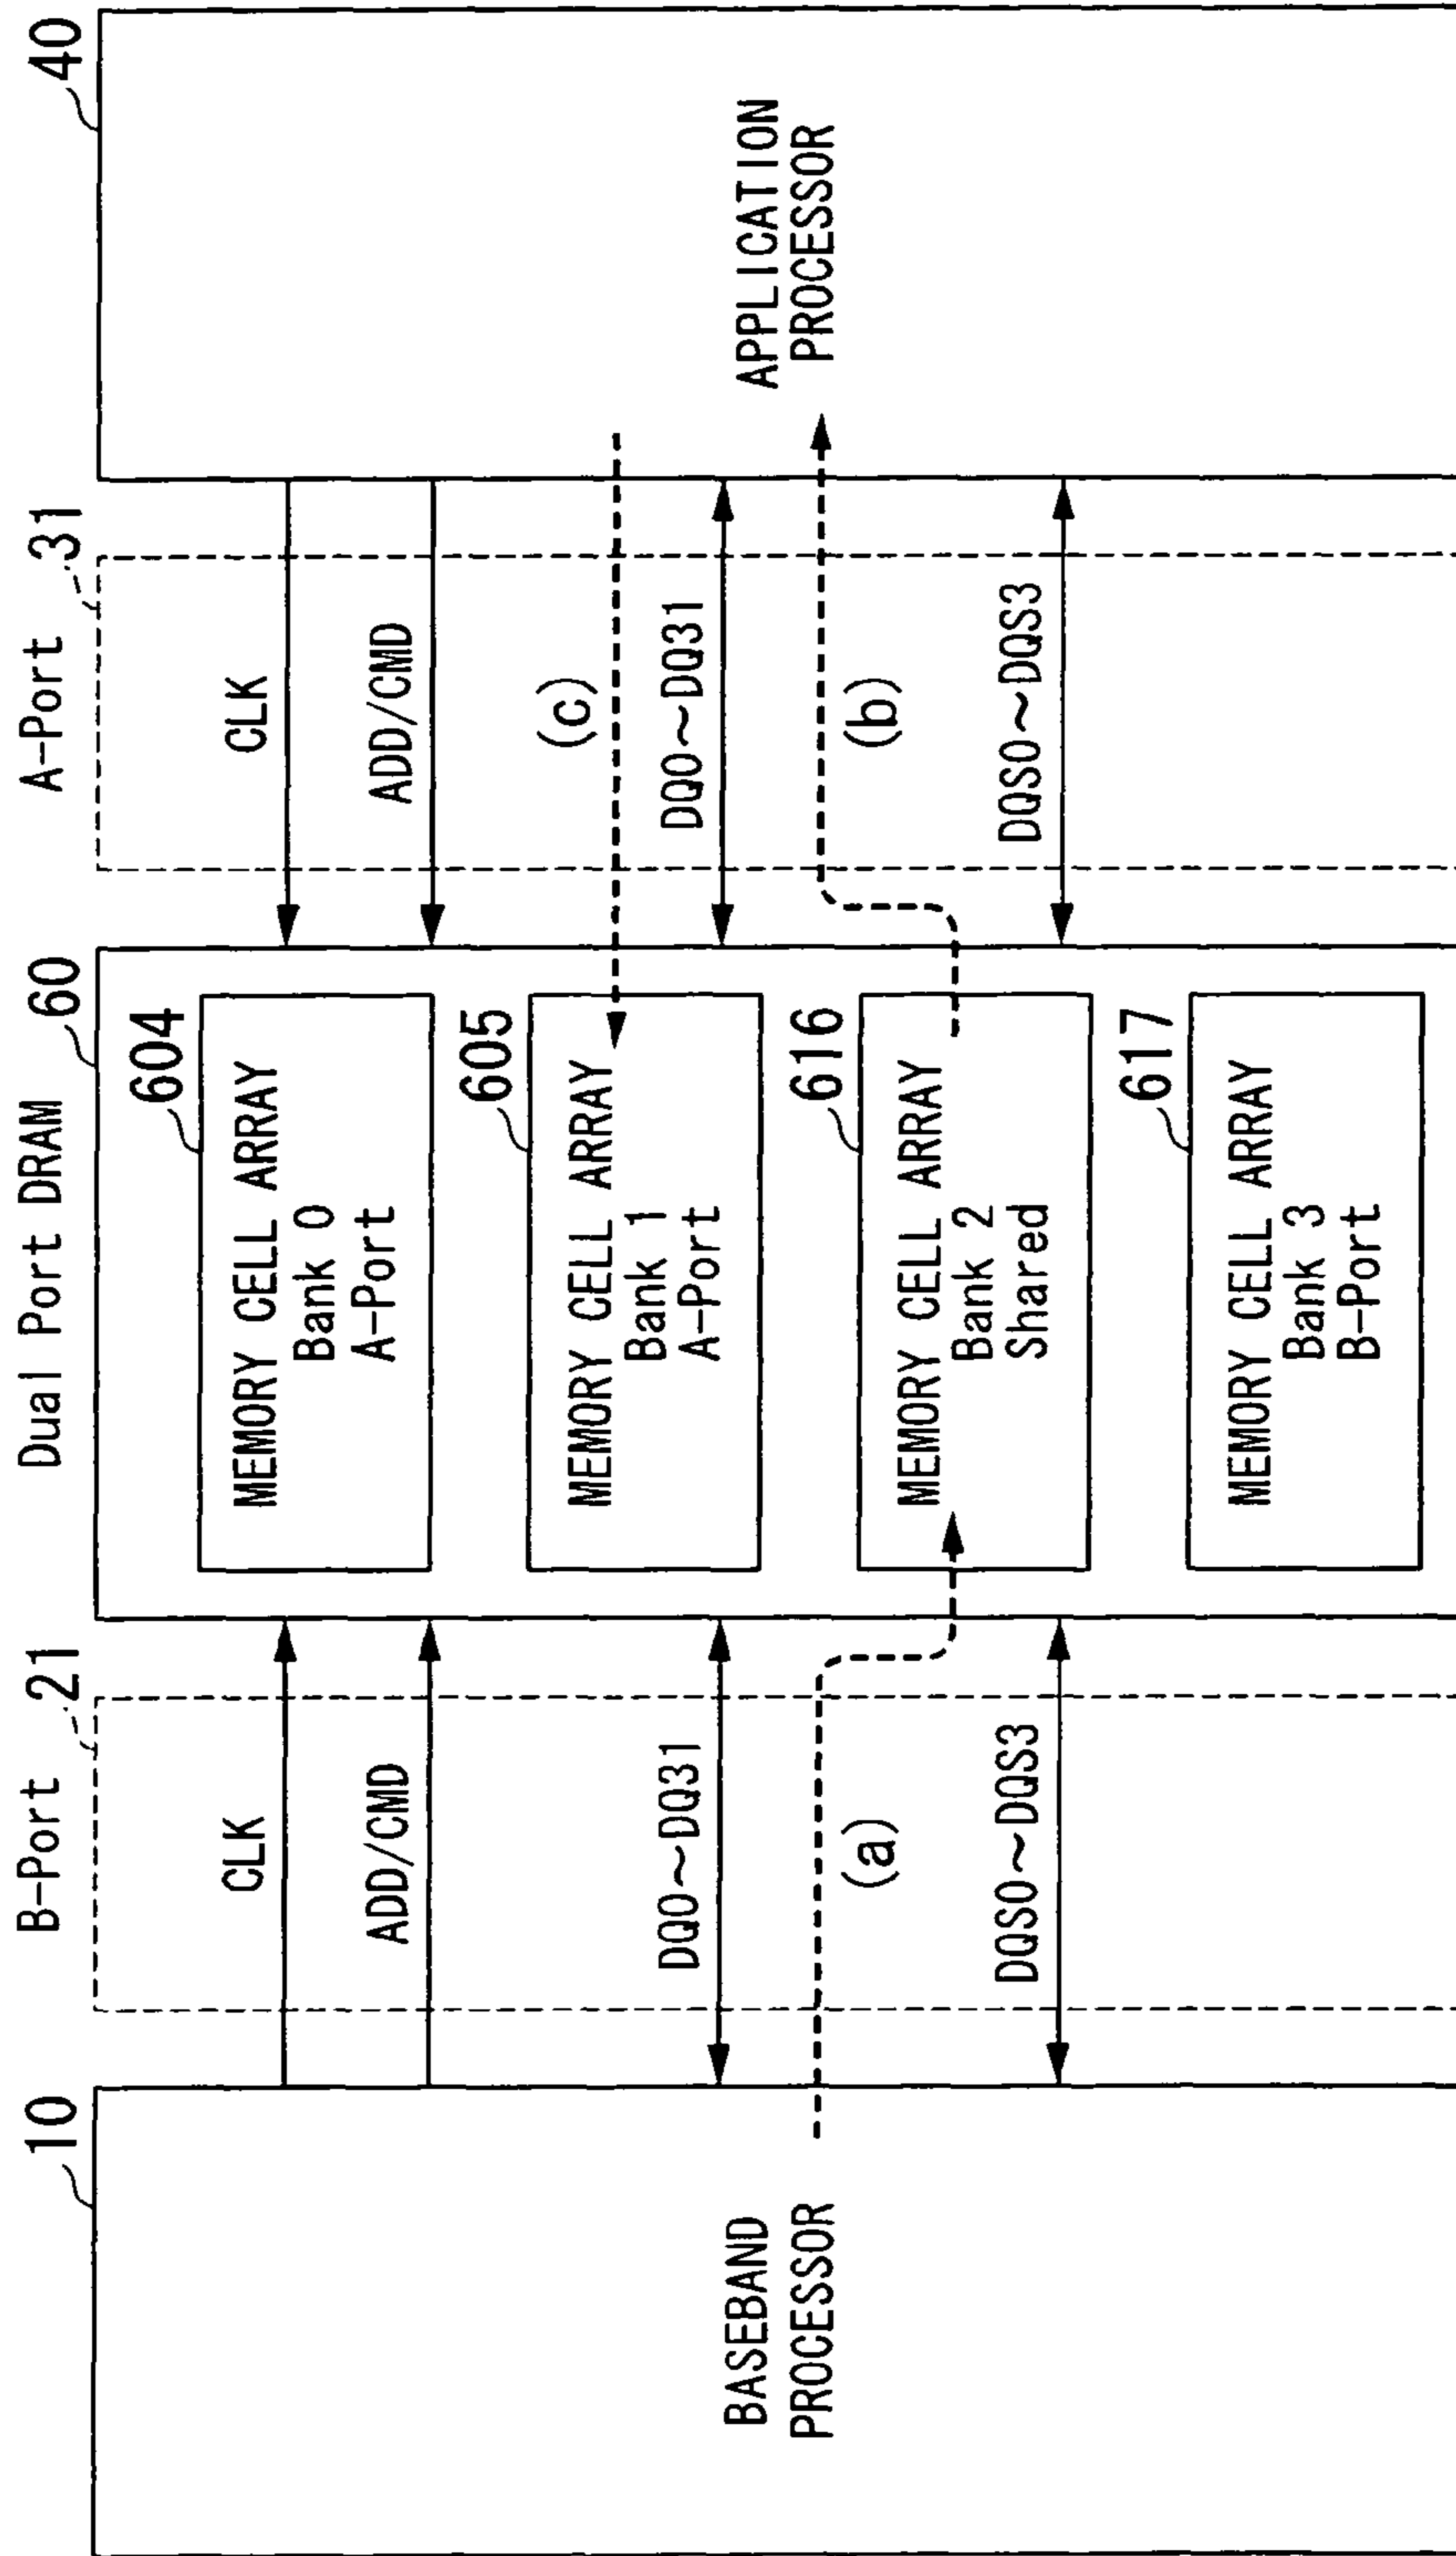 B-Port 21
Dual Port DRAM
A-Port 31
10
60
40
CLK
604
MEMORY CELL ARRAY
Bank 0
A-Port
CLK
ADD/CMD
ADD/CMD
605
MEMORY CELL ARRAY
Bank 1
A-Port
(c)
DQ0~DQ31
DQ0~DQ31
BASEBAND
PROCESSOR
APPLICATION
PROCESSOR
(a)
616
MEMORY CELL ARRAY
Bank 2
Shared
(b)
DQS0~DQS3
DQS0~DQS3
617
MEMORY CELL ARRAY
Bank 3
B-Port